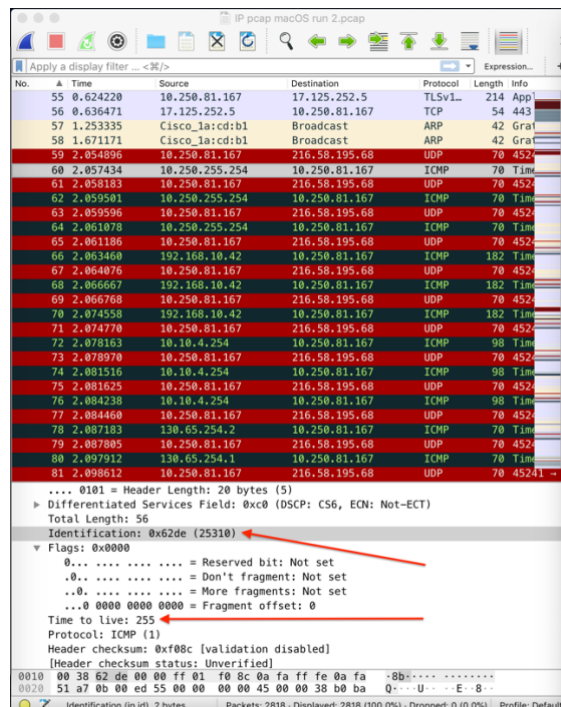 IP pcap macOS run 2.pcap
Apply a display filter ... <⌘/> Expression... +
No. Time Source Destination Protocol Length Info
55 0.624220 10.250.81.167 17.125.252.5 TLSv1… 214 Appl
56 0.636471 17.125.252.5 10.250.81.167 TCP 54 443
57 1.253335 Cisco_1a:cd:b1 Broadcast ARP 42 Grat
58 1.671171 Cisco_1a:cd:b1 Broadcast ARP 42 Grat
59 2.054896 10.250.81.167 216.58.195.68 UDP 70 4524
60 2.057434 10.250.255.254 10.250.81.167 ICMP 70 Time
61 2.058183 10.250.81.167 216.58.195.68 UDP 70 4524
62 2.059501 10.250.255.254 10.250.81.167 ICMP 70 Time
63 2.059596 10.250.81.167 216.58.195.68 UDP 70 4524
64 2.061078 10.250.255.254 10.250.81.167 ICMP 70 Time
65 2.061186 10.250.81.167 216.58.195.68 UDP 70 4524
66 2.063460 192.168.10.42 10.250.81.167 ICMP 182 Time
67 2.064076 10.250.81.167 216.58.195.68 UDP 70 4524
68 2.066667 192.168.10.42 10.250.81.167 ICMP 182 Time
69 2.066768 10.250.81.167 216.58.195.68 UDP 70 4524
70 2.074558 192.168.10.42 10.250.81.167 ICMP 182 Time
71 2.074770 10.250.81.167 216.58.195.68 UDP 70 4524
72 2.078163 10.10.4.254 10.250.81.167 ICMP 98 Time
73 2.078970 10.250.81.167 216.58.195.68 UDP 70 4524
74 2.081516 10.10.4.254 10.250.81.167 ICMP 98 Time
75 2.081625 10.250.81.167 216.58.195.68 UDP 70 4524
76 2.084238 10.10.4.254 10.250.81.167 ICMP 98 Time
77 2.084460 10.250.81.167 216.58.195.68 UDP 70 4524
78 2.087183 130.65.254.2 10.250.81.167 ICMP 70 Time
79 2.087805 10.250.81.167 216.58.195.68 UDP 70 4524
80 2.097912 130.65.254.1 10.250.81.167 ICMP 70 Time
81 2.098612 10.250.81.167 216.58.195.68 UDP 70 45241 →
.... 0101 = Header Length: 20 bytes (5)
Differentiated Services Field: 0xc0 (DSCP: CS6, ECN: Not-ECT)
Total Length: 56
Identification: 0x62de (25310)
Flags: 0x0000
0... .... .... .... = Reserved bit: Not set
.0.. .... .... .... = Don't fragment: Not set
..0. .... .... .... = More fragments: Not set
...0 0000 0000 0000 = Fragment offset: 0
Time to live: 255
Protocol: ICMP (1)
Header checksum: 0xf08c [validation disabled]
[Header checksum status: Unverified]
0010 00 38 62 de 00 00 ff 01 f0 8c 0a fa ff fe 0a fa ·8b····· ········
0020 51 a7 0b 00 ed 55 00 00 00 00 45 00 00 38 b0 ba Q····U·· ··E··8··
Identification (ip.id), 2 bytes Packets: 2818 · Displayed: 2818 (100.0%) · Dropped: 0 (0.0%) Profile: Default